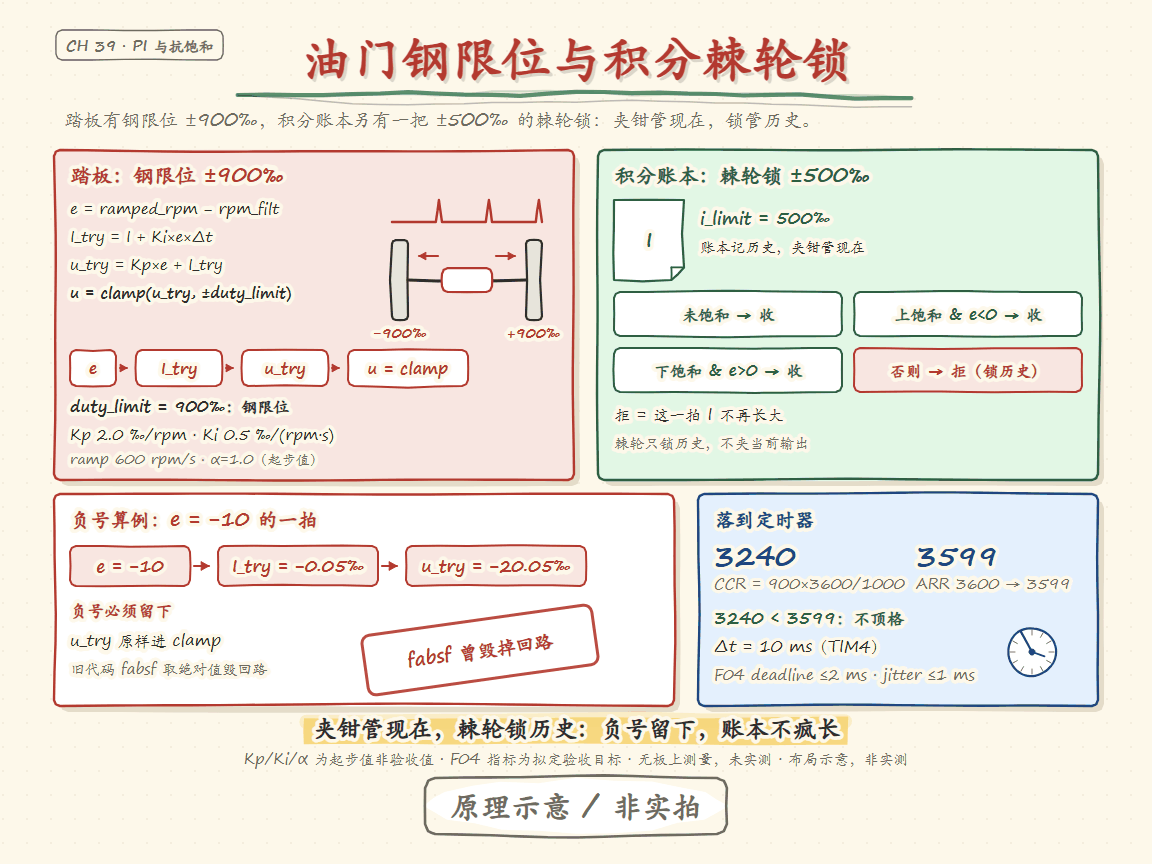 CH 39 · PI 与抗饱和
油门钢限位与积分棘轮锁
踏板有钢限位 ±900‰，积分账本另有一把 ±500‰ 的棘轮锁：夹钳管现在，锁管历史。
踏板：钢限位 ±900‰
e = ramped_rpm − rpm_filt
I_try = I + Ki×e×Δt
u_try = Kp×e + I_try
u = clamp(u_try, ±duty_limit)
−900‰
+900‰
e
I_try
u_try
u = clamp
duty_limit = 900‰：钢限位
Kp 2.0 ‰/rpm · Ki 0.5 ‰/(rpm·s)
ramp 600 rpm/s · α=1.0（起步值）
积分账本：棘轮锁 ±500‰
I
i_limit = 500‰
账本记历史，夹钳管现在
未饱和 → 收
上饱和 & e<0 → 收
下饱和 & e>0 → 收
否则 → 拒（锁历史）
拒 = 这一拍 I 不再长大
棘轮只锁历史，不夹当前输出
负号算例：e = −10 的一拍
e = −10
I_try = −0.05‰
u_try = −20.05‰
负号必须留下
u_try 原样进 clamp
旧代码 fabsf 取绝对值毁回路
fabsf 曾毁掉回路
落到定时器
3240
3599
CCR = 900×3600/1000
ARR 3600 → 3599
3240 < 3599：不顶格
Δt = 10 ms（TIM4）
F04 deadline ≤2 ms · jitter ≤1 ms
夹钳管现在，棘轮锁历史：负号留下，账本不疯长
Kp/Ki/α 为起步值非验收值 · F04 指标为拟定验收目标 · 无板上测量，未实测 · 布局示意，非实测
原理示意 / 非实拍